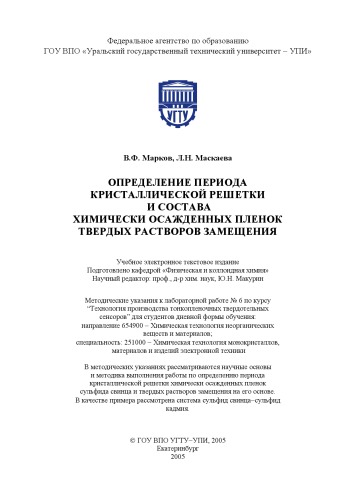 Федеральное агентство по образованию
ГОУ ВПО «Уральский государственный технический университет – УПИ»
УГТУ
В.Ф. Марков, Л.Н. Маскаева
ОПРЕДЕЛЕНИЕ ПЕРИОДА
КРИСТАЛЛИЧЕСКОЙ РЕШЕТКИ
И СОСТАВА
ХИМИЧЕСКИ ОСАЖДЕННЫХ ПЛЕНОК
ТВЕРДЫХ РАСТВОРОВ ЗАМЕЩЕНИЯ
Учебное электронное текстовое издание
Подготовлено кафедрой «Физическая и коллоидная химия»
Научный редактор: проф., д-р хим. наук, Ю.Н. Макурин
Методические указания к лабораторной работе № 6 по курсу
“Технология производства тонкопленочных твердотельных
сенсоров” для студентов дневной формы обучения:
направление 654900 – Химическая технология неорганических
веществ и материалов;
специальность: 251000 – Химическая технология монокристаллов,
материалов и изделий электронной техники
В методических указаниях рассматриваются научные основы
и методика выполнения работы по определению периода
кристаллической решетки химически осажденных пленок
сульфида свинца и твердых растворов замещения на его основе.
В качестве примера рассмотрена система сульфид свинца–сульфид
кадмия.
© ГОУ ВПО УГТУ–УПИ, 2005
Екатеринбург
2005